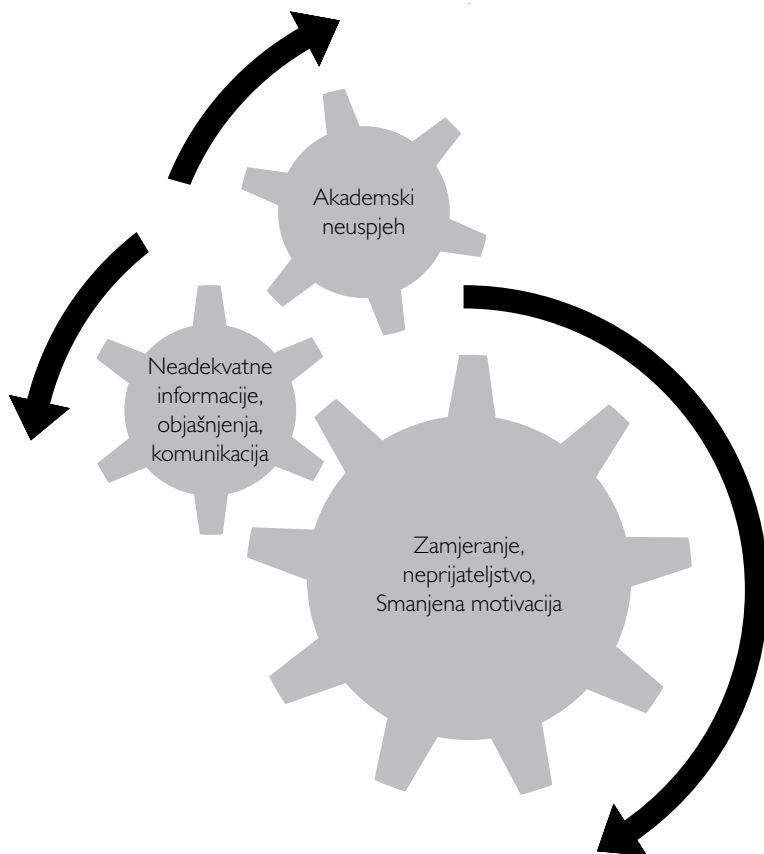 Akademski
neuspjeh
Neadekvatne
informacije,
objašnjenja,
komunikacija
Zamjeranje,
neprijateljstvo,
Smanjena motivacija